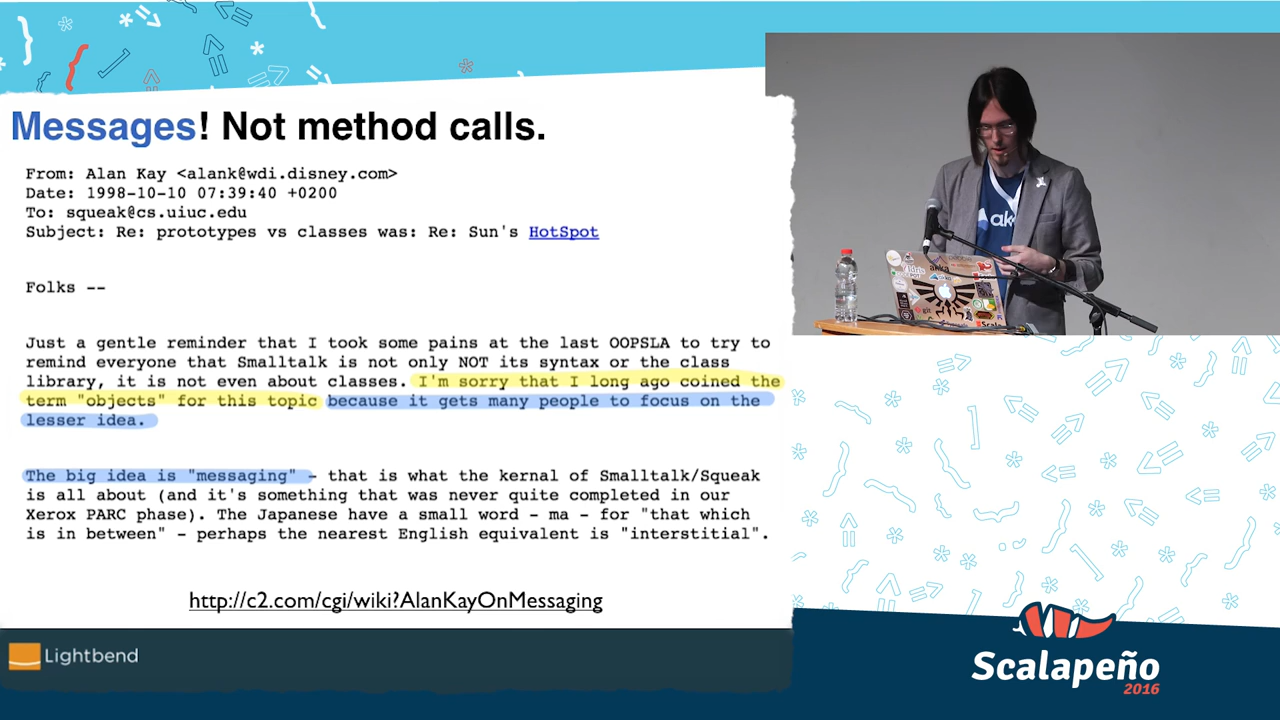 Messages! Not method calls.
From: Alan Kay <alank@wdi.disney.com>
Date: 1998-10-10 07:39:40 +0200
To: squeak@cs.uiuc.edu
Subject: Re: prototypes vs classes was: Re: Sun's HotSpot
Folks --
Just a gentle reminder that I took some pains at the last OOPSLA to try to
remind everyone that Smalltalk is not only NOT its syntax or the class
library, it is not even about classes. I'm sorry that I long ago coined the
term "objects" for this topic because it gets many people to focus on the
lesser idea.
The big idea is "messaging" - that is what the kernal of Smalltalk/Squeak
is all about (and it's something that was never quite completed in our
Xerox PARC phase). The Japanese have a small word - ma - for "that which
is in between" - perhaps the nearest English equivalent is "interstitial".
http://c2.com/cgi/wiki?AlanKayOnMessaging
Lightbend
ak
akka
git
Scala
Scalapeño
2016